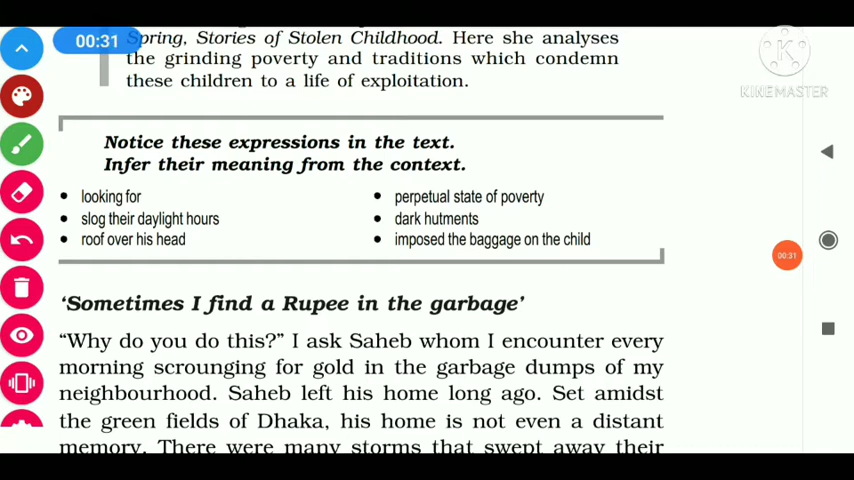 00:31
Spring, Stories of Stolen Childhood. Here she analyses
the grinding poverty and traditions which condemn
these children to a life of exploitation.
K
KINEMASTER
Notice these expressions in the text.
Infer their meaning from the context.
• looking for
• slog their daylight hours
• roof over his head
• perpetual state of poverty
• dark hutments
• imposed the baggage on the child
00:31
‘Sometimes I find a Rupee in the garbage’
“Why do you do this?” I ask Saheb whom I encounter every
morning scrounging for gold in the garbage dumps of my
neighbourhood. Saheb left his home long ago. Set amidst
the green fields of Dhaka, his home is not even a distant
memory. There were many storms that swept away their